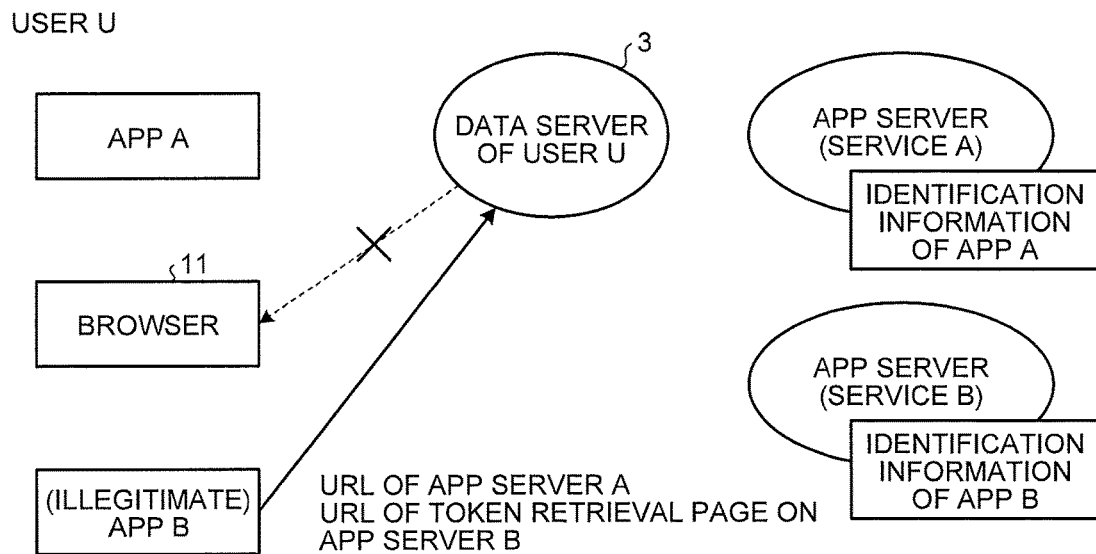 USER U
3
APP A
DATA SERVER
OF USER U
APP SERVER
(SERVICE A)
IDENTIFICATION
INFORMATION
OF APP A
11
BROWSER
APP SERVER
(SERVICE B)
IDENTIFICATION
INFORMATION
OF APP B
(ILLEGITIMATE)
APP B
URL OF APP SERVER A
URL OF TOKEN RETRIEVAL PAGE ON
APP SERVER B